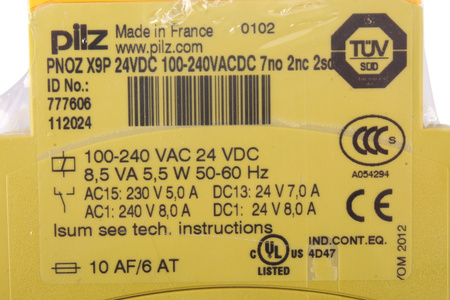 pilz
Made in France 0102
www.pilz.com
PNOZ X9P 24VDC 100-240VACDC 7no 2nc 2so
ID No.:
777606
112024
TÜV
SÜD
CCC S
A054294
100-240 VAC 24 VDC
8,5 VA 5,5 W 50-60 Hz
AC15: 230 V 5,0 A DC13: 24 V 7,0 A
AC1: 240 V 8,0 A DC1: 24 V 8,0 A
CE
Isum see tech. instructions
C UL US
LISTED
IND.CONT.EQ.
4D47
YOM 2012
10 AF/6 AT